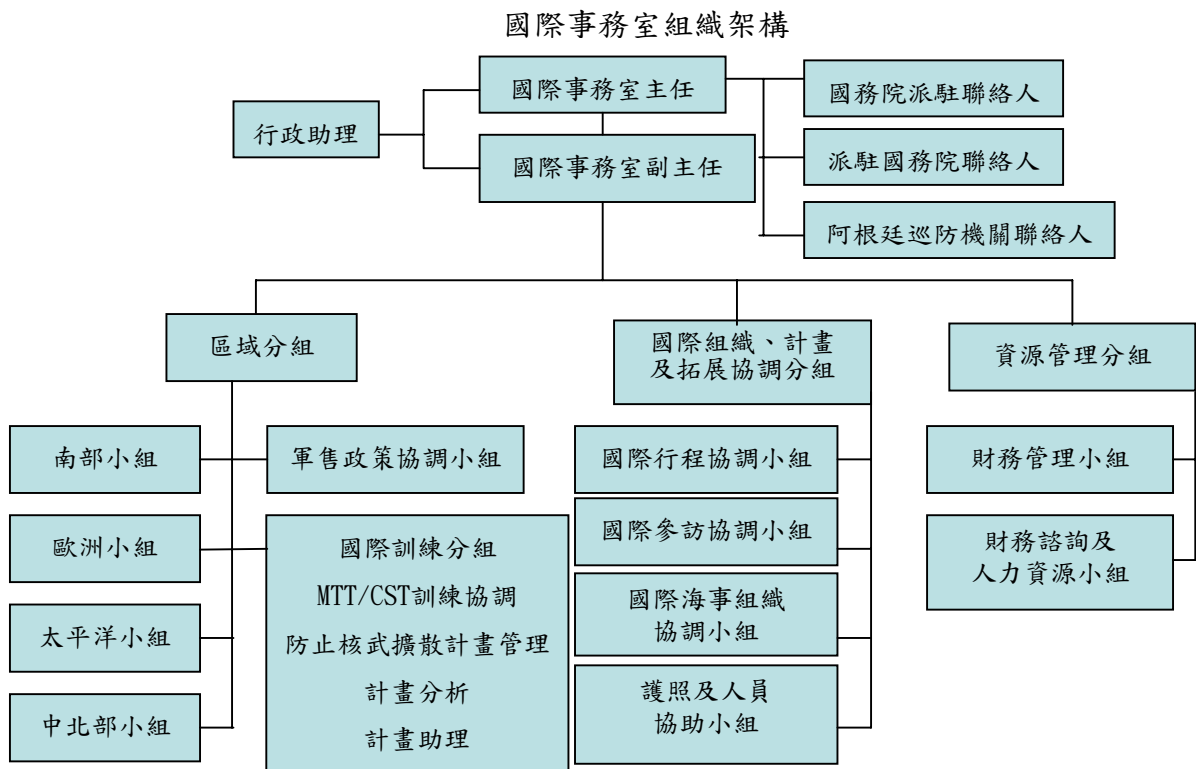 國際事務室組織架構
國際事務室主任
國務院派駐聯絡人
行政助理
國際事務室副主任
派駐國務院聯絡人
阿根廷巡防機關聯絡人
區域分組
國際組織、計畫
及拓展協調分組
資源管理分組
南部小組
軍售政策協調小組
歐洲小組
國際訓練分組
MTT/CST訓練協調
防止核武擴散計畫管理
計畫分析
計畫助理
太平洋小組
中北部小組
國際行程協調小組
國際參訪協調小組
國際海事組織
協調小組
護照及人員
協助小組
財務管理小組
財務諮詢及
人力資源小組